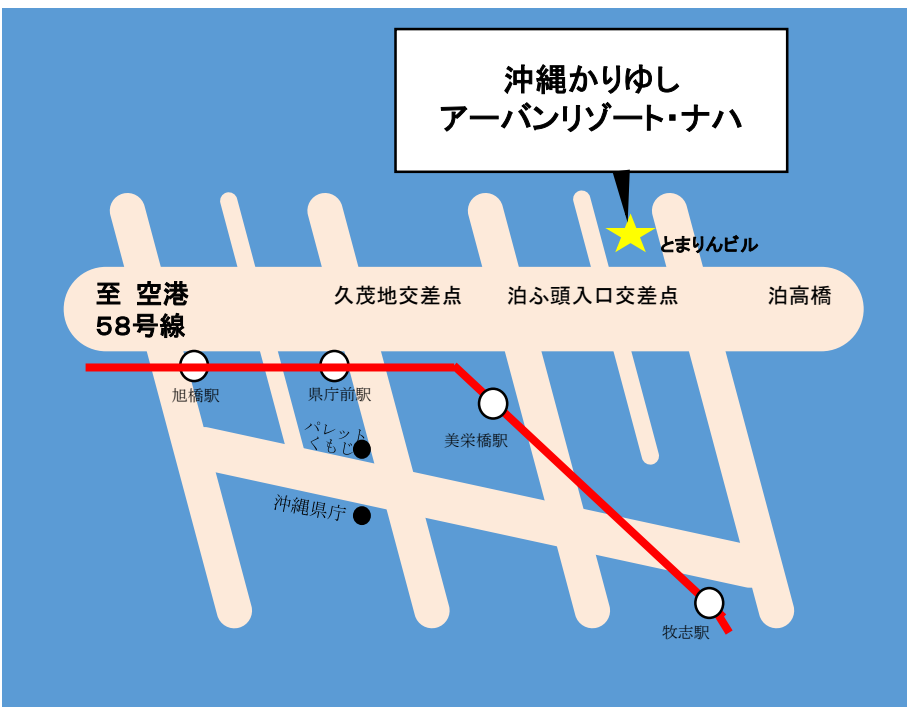 沖縄かりゆし
アーバンリゾート・ナハ
とまりんビル
至 空港
58号線
久茂地交差点
泊ふ頭入口交差点
泊高橋
旭橋駅
県庁前駅
パレット
くもじ
美栄橋駅
沖縄県庁
牧志駅